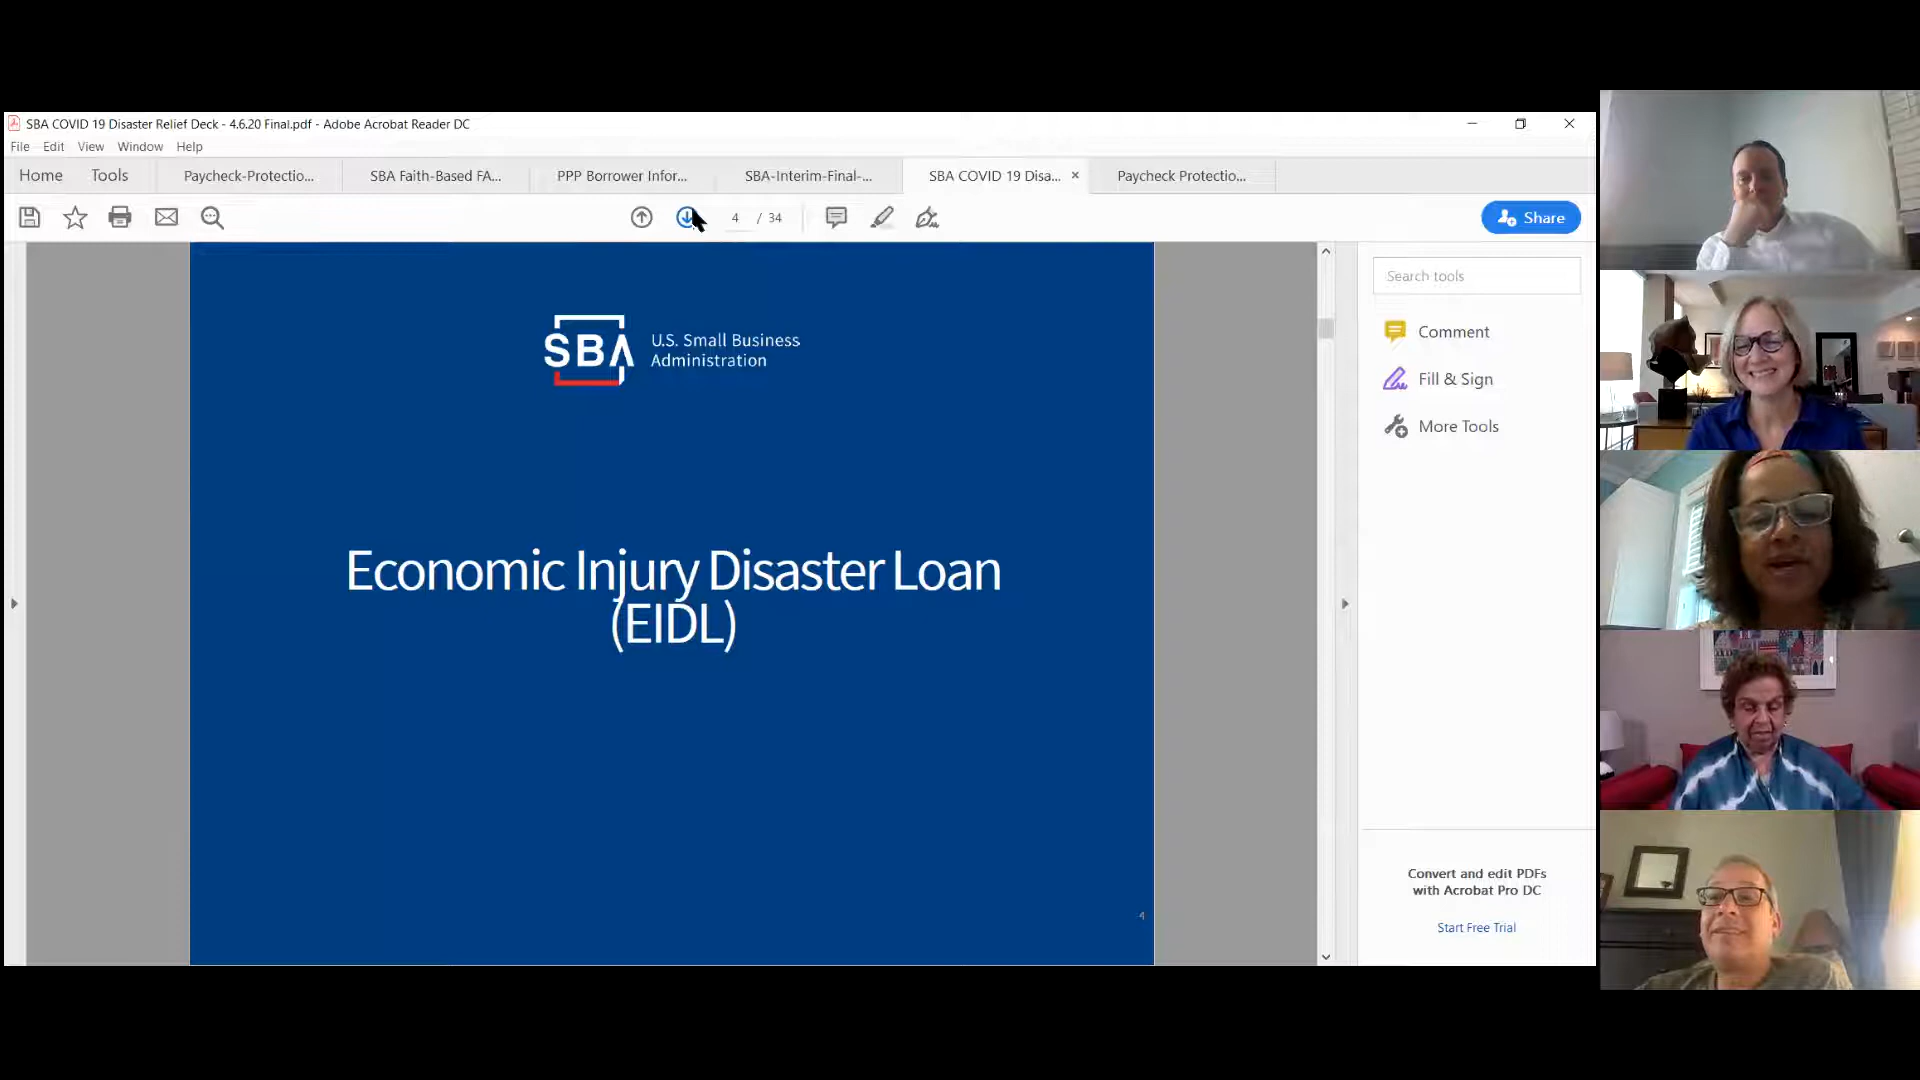 SBA COVID 19 Disaster Relief Deck - 4.6.20 Final.pdf - Adobe Acrobat Reader DC
File Edit View Window Help
Home Tools Paycheck-Protectio... SBA Faith-Based FA... PPP Borrower Infor... SBA-Interim-Final-... SBA COVID 19 Disa... × Paycheck Protectio...
4 / 34
Share
Search tools
Comment
Fill & Sign
More Tools
SBA
U.S. Small Business
Administration
Economic Injury Disaster Loan
(EIDL)
4
Convert and edit PDFs
with Acrobat Pro DC
Start Free Trial